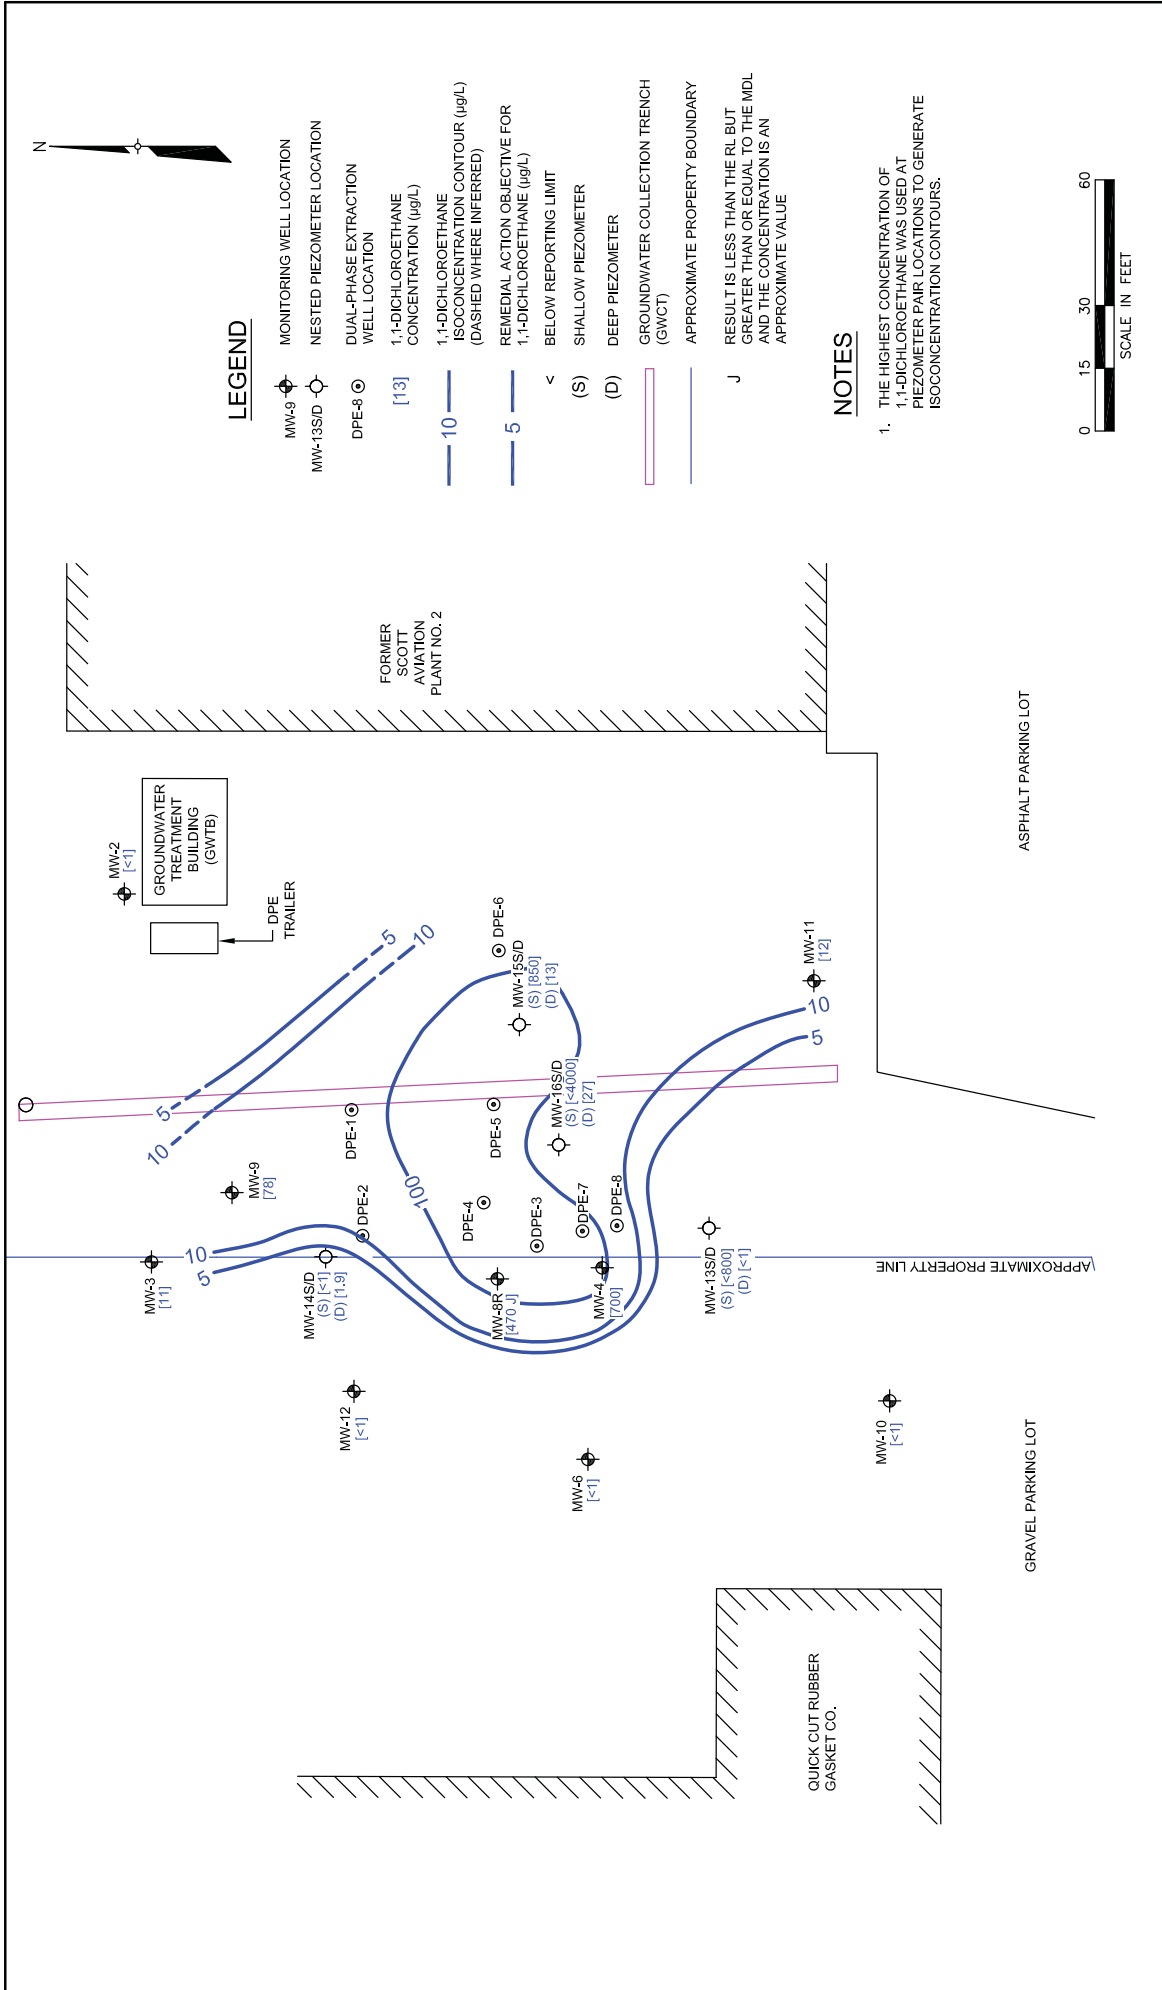 N
LEGEND
MW-9
MONITORING WELL LOCATION
MW-13S/D
NESTED PIEZOMETER LOCATION
DPE-8
DUAL-PHASE EXTRACTION
WELL LOCATION
[13]
1,1-DICHLOROETHANE
CONCENTRATION (µg/L)
10
1,1-DICHLOROETHANE
ISOCONCENTRATION CONTOUR (µg/L)
(DASHED WHERE INFERRED)
5
REMEDIAL ACTION OBJECTIVE FOR
1,1-DICHLOROETHANE (µg/L)
<
BELOW REPORTING LIMIT
(S)
SHALLOW PIEZOMETER
(D)
DEEP PIEZOMETER
GROUNDWATER COLLECTION TRENCH
(GWCT)
APPROXIMATE PROPERTY BOUNDARY
J
RESULT IS LESS THAN THE RL BUT
GREATER THAN OR EQUAL TO THE MDL
AND THE CONCENTRATION IS AN
APPROXIMATE VALUE
NOTES
1. THE HIGHEST CONCENTRATION OF
1,1-DICHLOROETHANE WAS USED AT
PIEZOMETER PAIR LOCATIONS TO GENERATE
ISOCONCENTRATION CONTOURS.
0 15 30 60
SCALE IN FEET
FORMER
SCOTT
AVIATION
PLANT NO. 2
MW-2
[<1]
GROUNDWATER
TREATMENT
BUILDING
(GWTB)
DPE
TRAILER
5
10
5
10
DPE-6
MW-15S/D
(S) [850]
(D) [13]
MW-11
[12]
10
5
ASPHALT PARKING LOT
MW-16S/D
(S) [<4000]
(D) [27]
DPE-1
DPE-5
MW-9
[78]
DPE-2
100
DPE-4
DPE-3
DPE-7
DPE-8
10
5
MW-3
[11]
MW-14S/D
(S) [<1]
(D) [1.9]
MW-8R
[470 J]
MW-4
[700]
MW-13S/D
(S) [<800]
(D) [<1]
APPROXIMATE PROPERTY LINE
MW-12
[<1]
MW-6
[<1]
MW-10
[<1]
GRAVEL PARKING LOT
QUICK CUT RUBBER
GASKET CO.